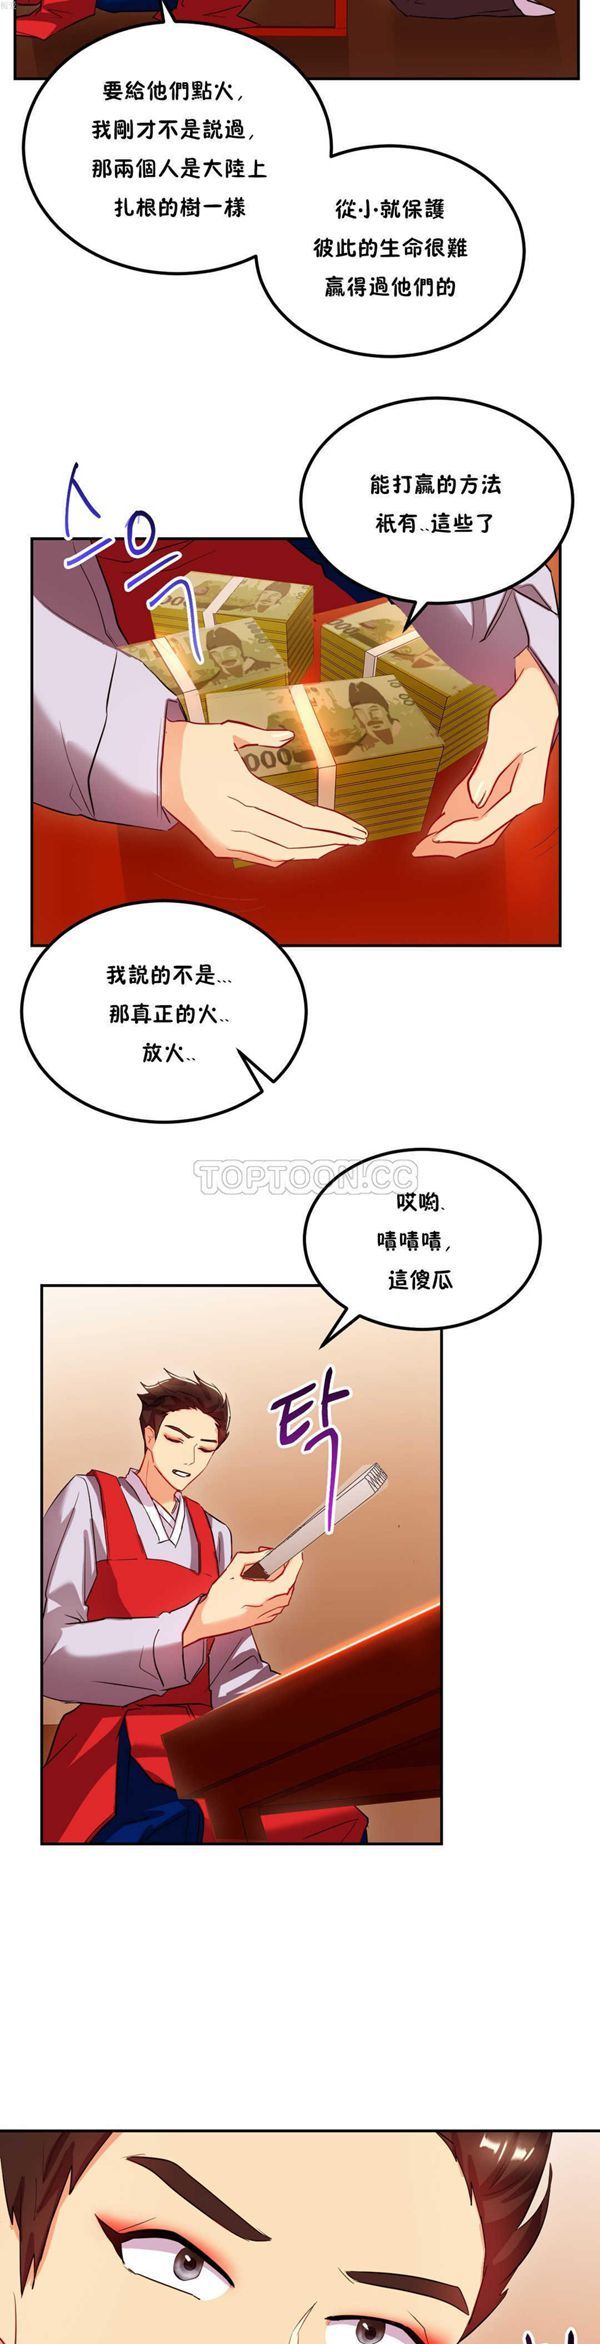 要給他們點火,
我剛才不是說過,
那兩個人是大陸上
扎根的樹一樣
從小就保護
彼此的生命很難
贏得過他們的
能打贏的方法
祇有..這些了
스으
000
000
我說的不是...
那真正的火..
放火..
TOPTOON.CC
哎喲.
嘖嘖嘖,
這傻瓜
탁